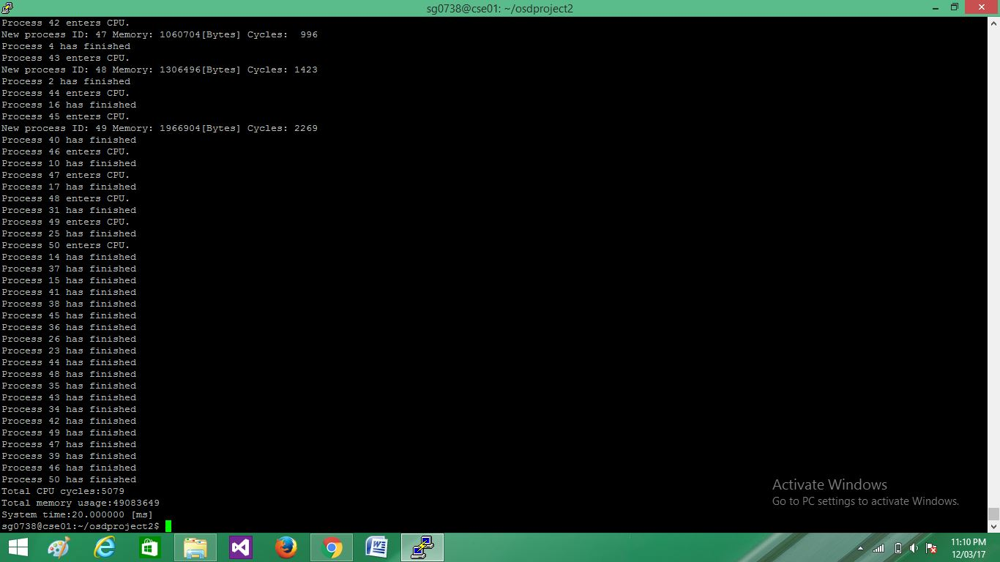 sg0738@cse01: ~/osdproject2
Process 42 enters CPU.
New process ID: 47 Memory: 1060704[Bytes] Cycles:  996
Process 4 has finished
Process 43 enters CPU.
New process ID: 48 Memory: 1306496[Bytes] Cycles: 1423
Process 2 has finished
Process 44 enters CPU.
Process 16 has finished
Process 45 enters CPU.
New process ID: 49 Memory: 1966904[Bytes] Cycles: 2269
Process 40 has finished
Process 46 enters CPU.
Process 10 has finished
Process 47 enters CPU.
Process 17 has finished
Process 48 enters CPU.
Process 31 has finished
Process 49 enters CPU.
Process 25 has finished
Process 50 enters CPU.
Process 14 has finished
Process 37 has finished
Process 15 has finished
Process 41 has finished
Process 38 has finished
Process 45 has finished
Process 36 has finished
Process 26 has finished
Process 23 has finished
Process 44 has finished
Process 48 has finished
Process 35 has finished
Process 43 has finished
Process 34 has finished
Process 42 has finished
Process 49 has finished
Process 47 has finished
Process 39 has finished
Process 46 has finished
Process 50 has finished
Total CPU cycles:5079
Total memory usage:49083649
System time:20.000000 [ms]
sg0738@cse01:~/osdproject2$
Activate Windows
Go to PC settings to activate Windows.
11:10 PM
12/03/17